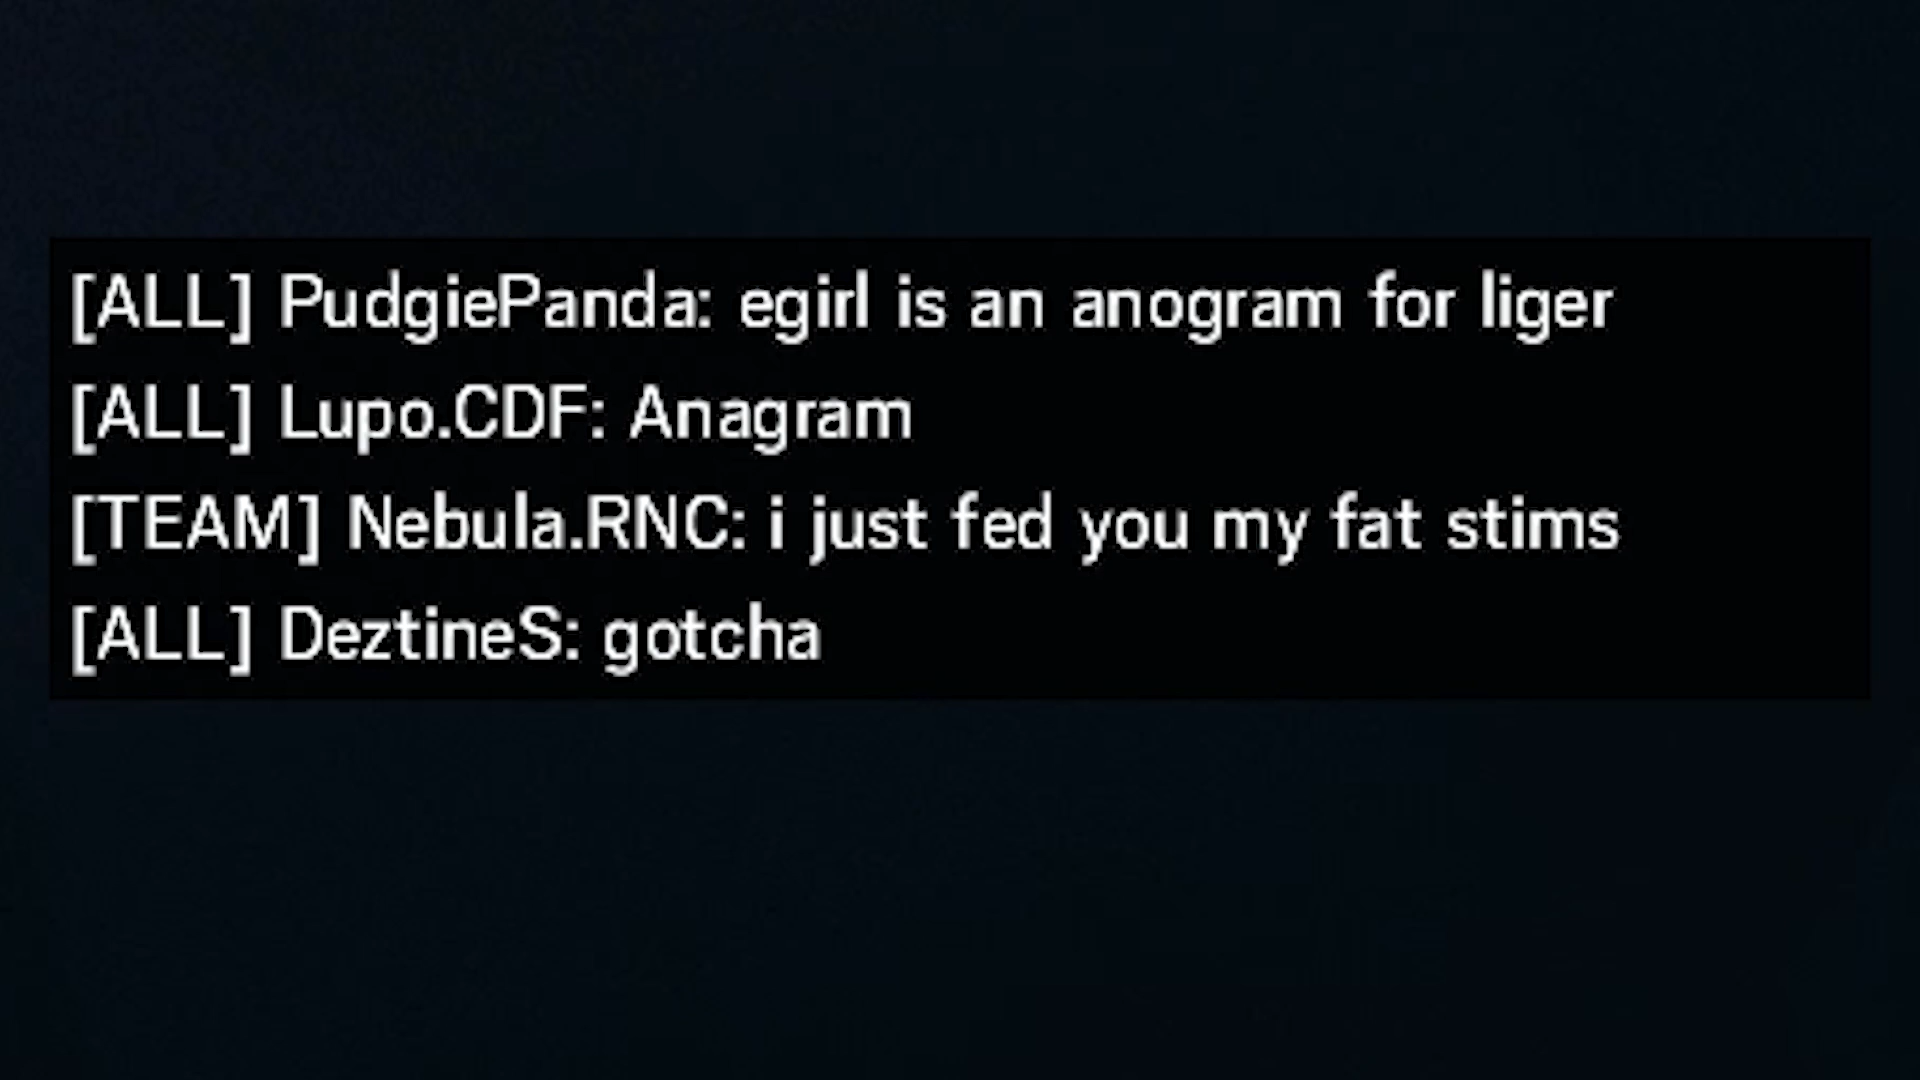 [ALL] PudgiePanda: egirl is an anogram for liger
[ALL] Lupo.CDF: Anagram
[TEAM] Nebula.RNC: i just fed you my fat stims
[ALL] DeztineS: gotcha